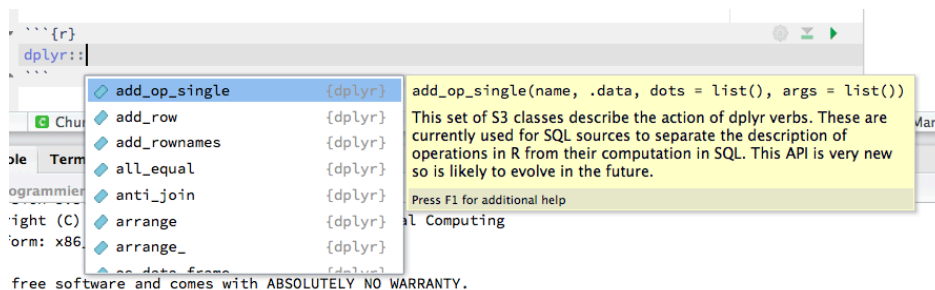 ```{r}
dplyr::
```
add_op_single {dplyr}
add_row {dplyr}
add_rownames {dplyr}
all_equal {dplyr}
anti_join {dplyr}
arrange {dplyr}
arrange_ {dplyr}
add_op_single(name, .data, dots = list(), args = list())
This set of S3 classes describe the action of dplyr verbs. These are
currently used for SQL sources to separate the description of
operations in R from their computation in SQL. This API is very new
so is likely to evolve in the future.
Press F1 for additional help
Chu
Mar
ole Term
ogrammier
ight (C) al Computing
form: x86
free software and comes with ABSOLUTELY NO WARRANTY.